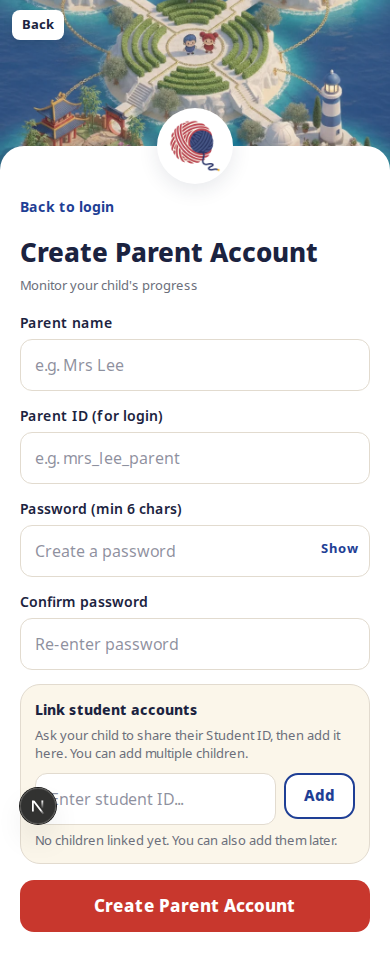 Back
Back to login
Create Parent Account
Monitor your child's progress
Parent name
e.g. Mrs Lee
Parent ID (for login)
e.g. mrs_lee_parent
Password (min 6 chars)
Create a password
Show
Confirm password
Re-enter password
Link student accounts
Ask your child to share their Student ID, then add it
here. You can add multiple children.
N
Enter student ID...
Add
No children linked yet. You can also add them later.
Create Parent Account